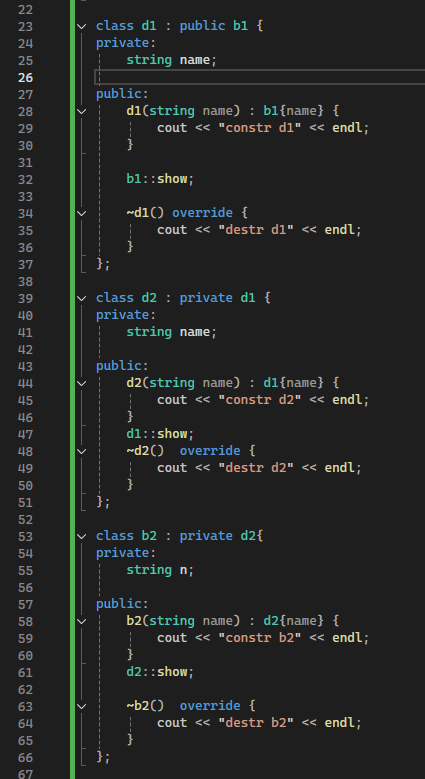 22
23 class d1 : public b1 {
24 private:
25 string name;
26
27 public:
28 d1(string name) : b1{name} {
29 cout << "constr d1" << endl;
30 }
31
32 b1::show;
33
34 ~d1() override {
35 cout << "destr d1" << endl;
36 }
37 };
38
39 class d2 : private d1 {
40 private:
41 string name;
42
43 public:
44 d2(string name) : d1{name} {
45 cout << "constr d2" << endl;
46 }
47 d1::show;
48 ~d2()  override {
49 cout << "destr d2" << endl;
50 }
51 };
52
53 class b2 : private d2{
54 private:
55 string n;
56
57 public:
58 b2(string name) : d2{name} {
59 cout << "constr b2" << endl;
60 }
61 d2::show;
62
63 ~b2()  override {
64 cout << "destr b2" << endl;
65 }
66 };
67